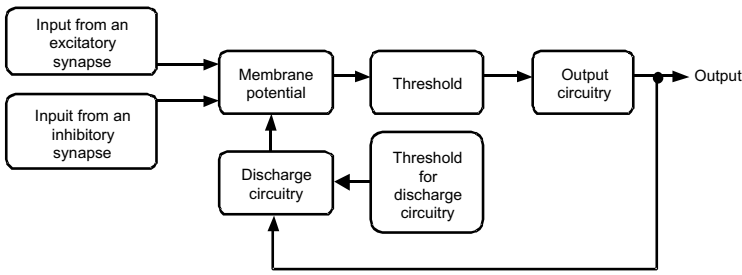 Input from an
excitatory
synapse
Inpuit from an
inhibitory
synapse
Membrane
potential
Threshold
Output
circuitry
Output
Discharge
circuitry
Threshold
for
discharge
circuitry